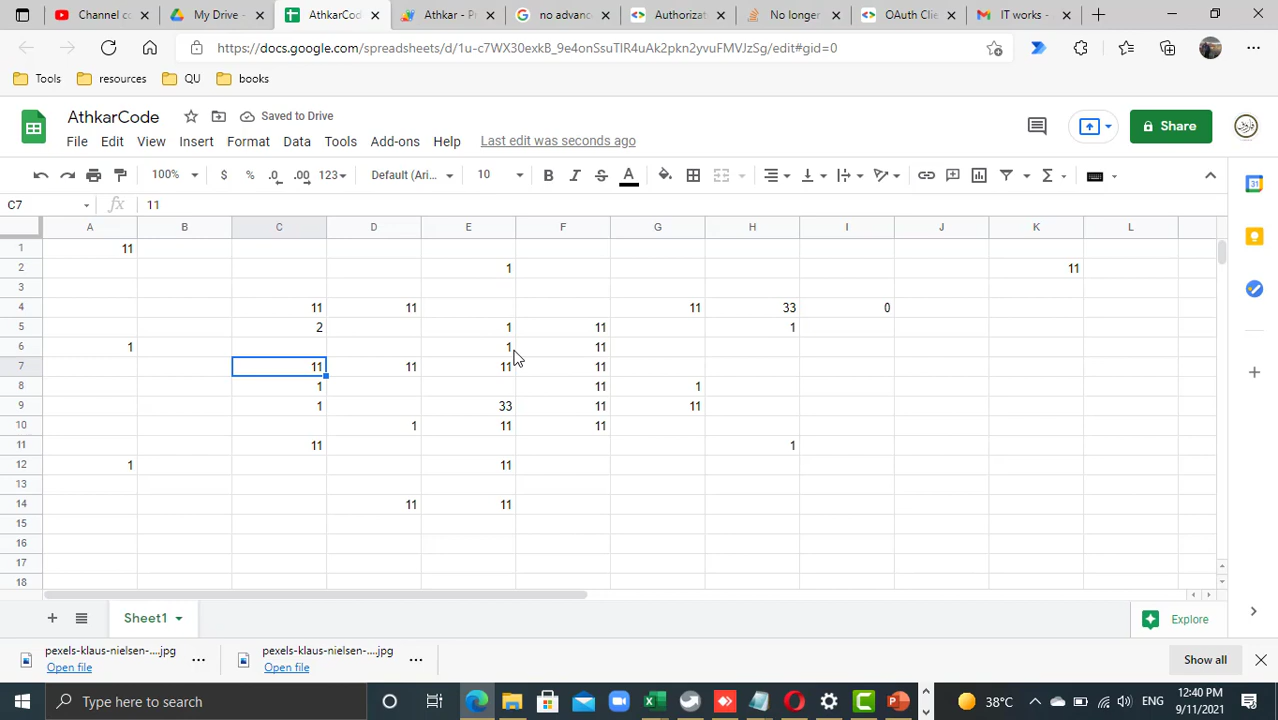 Channel co
My Drive -
AthkarCod
Athkar - P
no advanc
Authorizat
No longer
OAuth Clie
IT works -
https://docs.google.com/spreadsheets/d/1u-c7WX30exkB_9e4onSsuTIR4uAk2pkn2yvuFMVJzSg/edit#gid=0
Tools resources QU books
AthkarCode Saved to Drive
Share
File Edit View Insert Format Data Tools Add-ons Help Last edit was seconds ago
100% $ % .0 .00 123 Default (Ari... 10 B I S A
C7 fx 11
A B C D E F G H I J K L
1 11
2 1 11
3
4 11 11 11 33 0
5 2 1 11 1
6 1 1 11
7 11 11 11 11
8 1 11 1
9 1 33 11 11
10 1 11 11
11 11 1
12 1 11
13
14 11 11
15
16
17
18
Sheet1
Explore
pexels-klaus-nielsen-....jpg
Open file
pexels-klaus-nielsen-....jpg
Open file
Show all
Type here to search
38°C
ENG
12:40 PM
9/11/2021